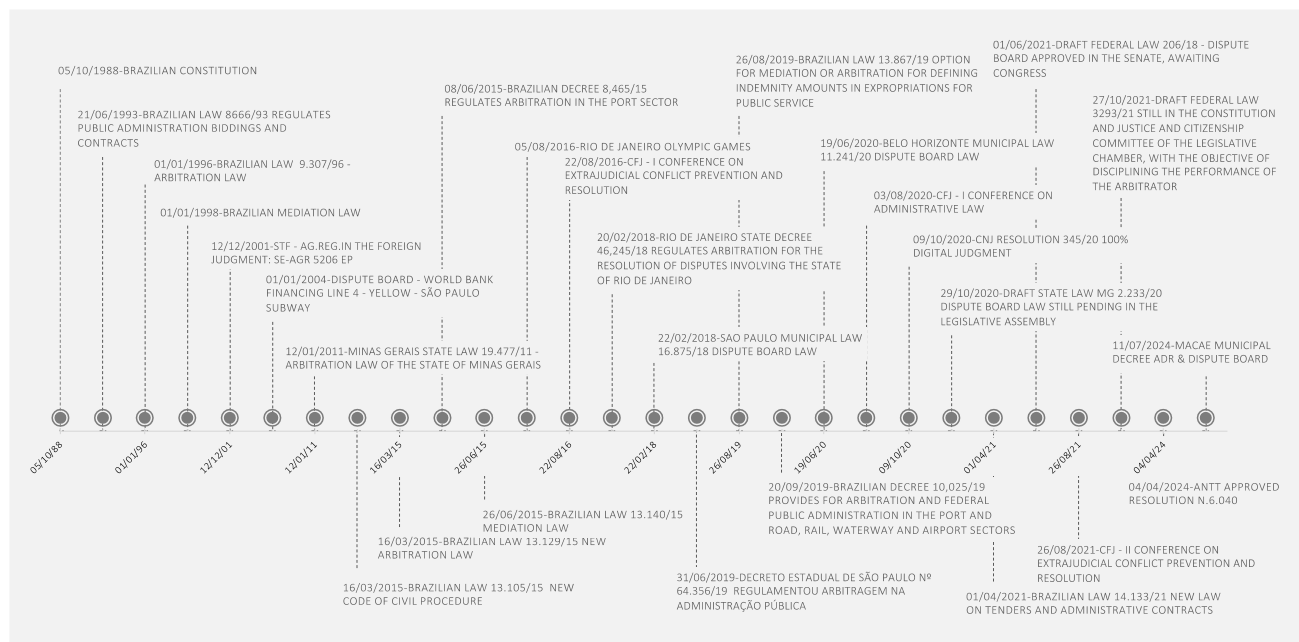 05/10/1988-BRAZILIAN CONSTITUTION
21/06/1993-BRAZILIAN LAW 8666/93 REGULATES
PUBLIC ADMINISTRATION BIDDINGS AND
CONTRACTS
01/01/1996-BRAZILIAN LAW 9.307/96 -
ARBITRATION LAW
01/01/1998-BRAZILIAN MEDIATION LAW
12/12/2001-STF - AG.REG.IN THE FOREIGN
JUDGMENT: SE-AGR 5206 EP
01/01/2004-DISPUTE BOARD - WORLD BANK
FINANCING LINE 4 - YELLOW - SÃO PAULO
SUBWAY
12/01/2011-MINAS GERAIS STATE LAW 19.477/11 -
ARBITRATION LAW OF THE STATE OF MINAS GERAIS
08/06/2015-BRAZILIAN DECREE 8,465/15
REGULATES ARBITRATION IN THE PORT SECTOR
05/08/2016-RIO DE JANEIRO OLYMPIC GAMES
22/08/2016-CFJ - I CONFERENCE ON
EXTRAJUDICIAL CONFLICT PREVENTION AND
RESOLUTION
20/02/2018-RIO DE JANEIRO STATE DECREE
46,245/18 REGULATES ARBITRATION FOR THE
RESOLUTION OF DISPUTES INVOLVING THE STATE
OF RIO DE JANEIRO
22/02/2018-SAO PAULO MUNICIPAL LAW
16.875/18 DISPUTE BOARD LAW
26/08/2019-BRAZILIAN LAW 13.867/19 OPTION
FOR MEDIATION OR ARBITRATION FOR DEFINING
INDEMNITY AMOUNTS IN EXPROPRIATIONS FOR
PUBLIC SERVICE
19/06/2020-BELO HORIZONTE MUNICIPAL LAW
11.241/20 DISPUTE BOARD LAW
03/08/2020-CFJ - I CONFERENCE ON
ADMINISTRATIVE LAW
09/10/2020-CNJ RESOLUTION 345/20 100%
DIGITAL JUDGMENT
29/10/2020-DRAFT STATE LAW MG 2.233/20
DISPUTE BOARD LAW STILL PENDING IN THE
LEGISLATIVE ASSEMBLY
01/06/2021-DRAFT FEDERAL LAW 206/18 - DISPUTE
BOARD APPROVED IN THE SENATE, AWAITING
CONGRESS
27/10/2021-DRAFT FEDERAL LAW
3293/21 STILL IN THE CONSTITUTION
AND JUSTICE AND CITIZENSHIP
COMMITTEE OF THE LEGISLATIVE
CHAMBER, WITH THE OBJECTIVE OF
DISCIPLINING THE PERFORMANCE OF
THE ARBITRATOR
11/07/2024-MACAE MUNICIPAL
DECREE ADR & DISPUTE BOARD
05/10/88
01/01/96
12/12/01
12/01/11
16/03/15
26/06/15
22/08/16
22/02/18
26/08/19
19/06/20
09/10/20
01/04/21
26/08/21
04/04/24
16/03/2015-BRAZILIAN LAW 13.105/15 NEW
CODE OF CIVIL PROCEDURE
16/03/2015-BRAZILIAN LAW 13.129/15 NEW
ARBITRATION LAW
26/06/2015-BRAZILIAN LAW 13.140/15
MEDIATION LAW
31/06/2019-DECRETO ESTADUAL DE SÃO PAULO Nº
64.356/19 REGULAMENTOU ARBITRAGEM NA
ADMINISTRAÇÃO PÚBLICA
20/09/2019-BRAZILIAN DECREE 10,025/19
PROVIDES FOR ARBITRATION AND FEDERAL
PUBLIC ADMINISTRATION IN THE PORT AND
ROAD, RAIL, WATERWAY AND AIRPORT SECTORS
01/04/2021-BRAZILIAN LAW 14.133/21 NEW LAW
ON TENDERS AND ADMINISTRATIVE CONTRACTS
26/08/2021-CFJ - II CONFERENCE ON
EXTRAJUDICIAL CONFLICT PREVENTION AND
RESOLUTION
04/04/2024-ANTT APPROVED
RESOLUTION N.6.040